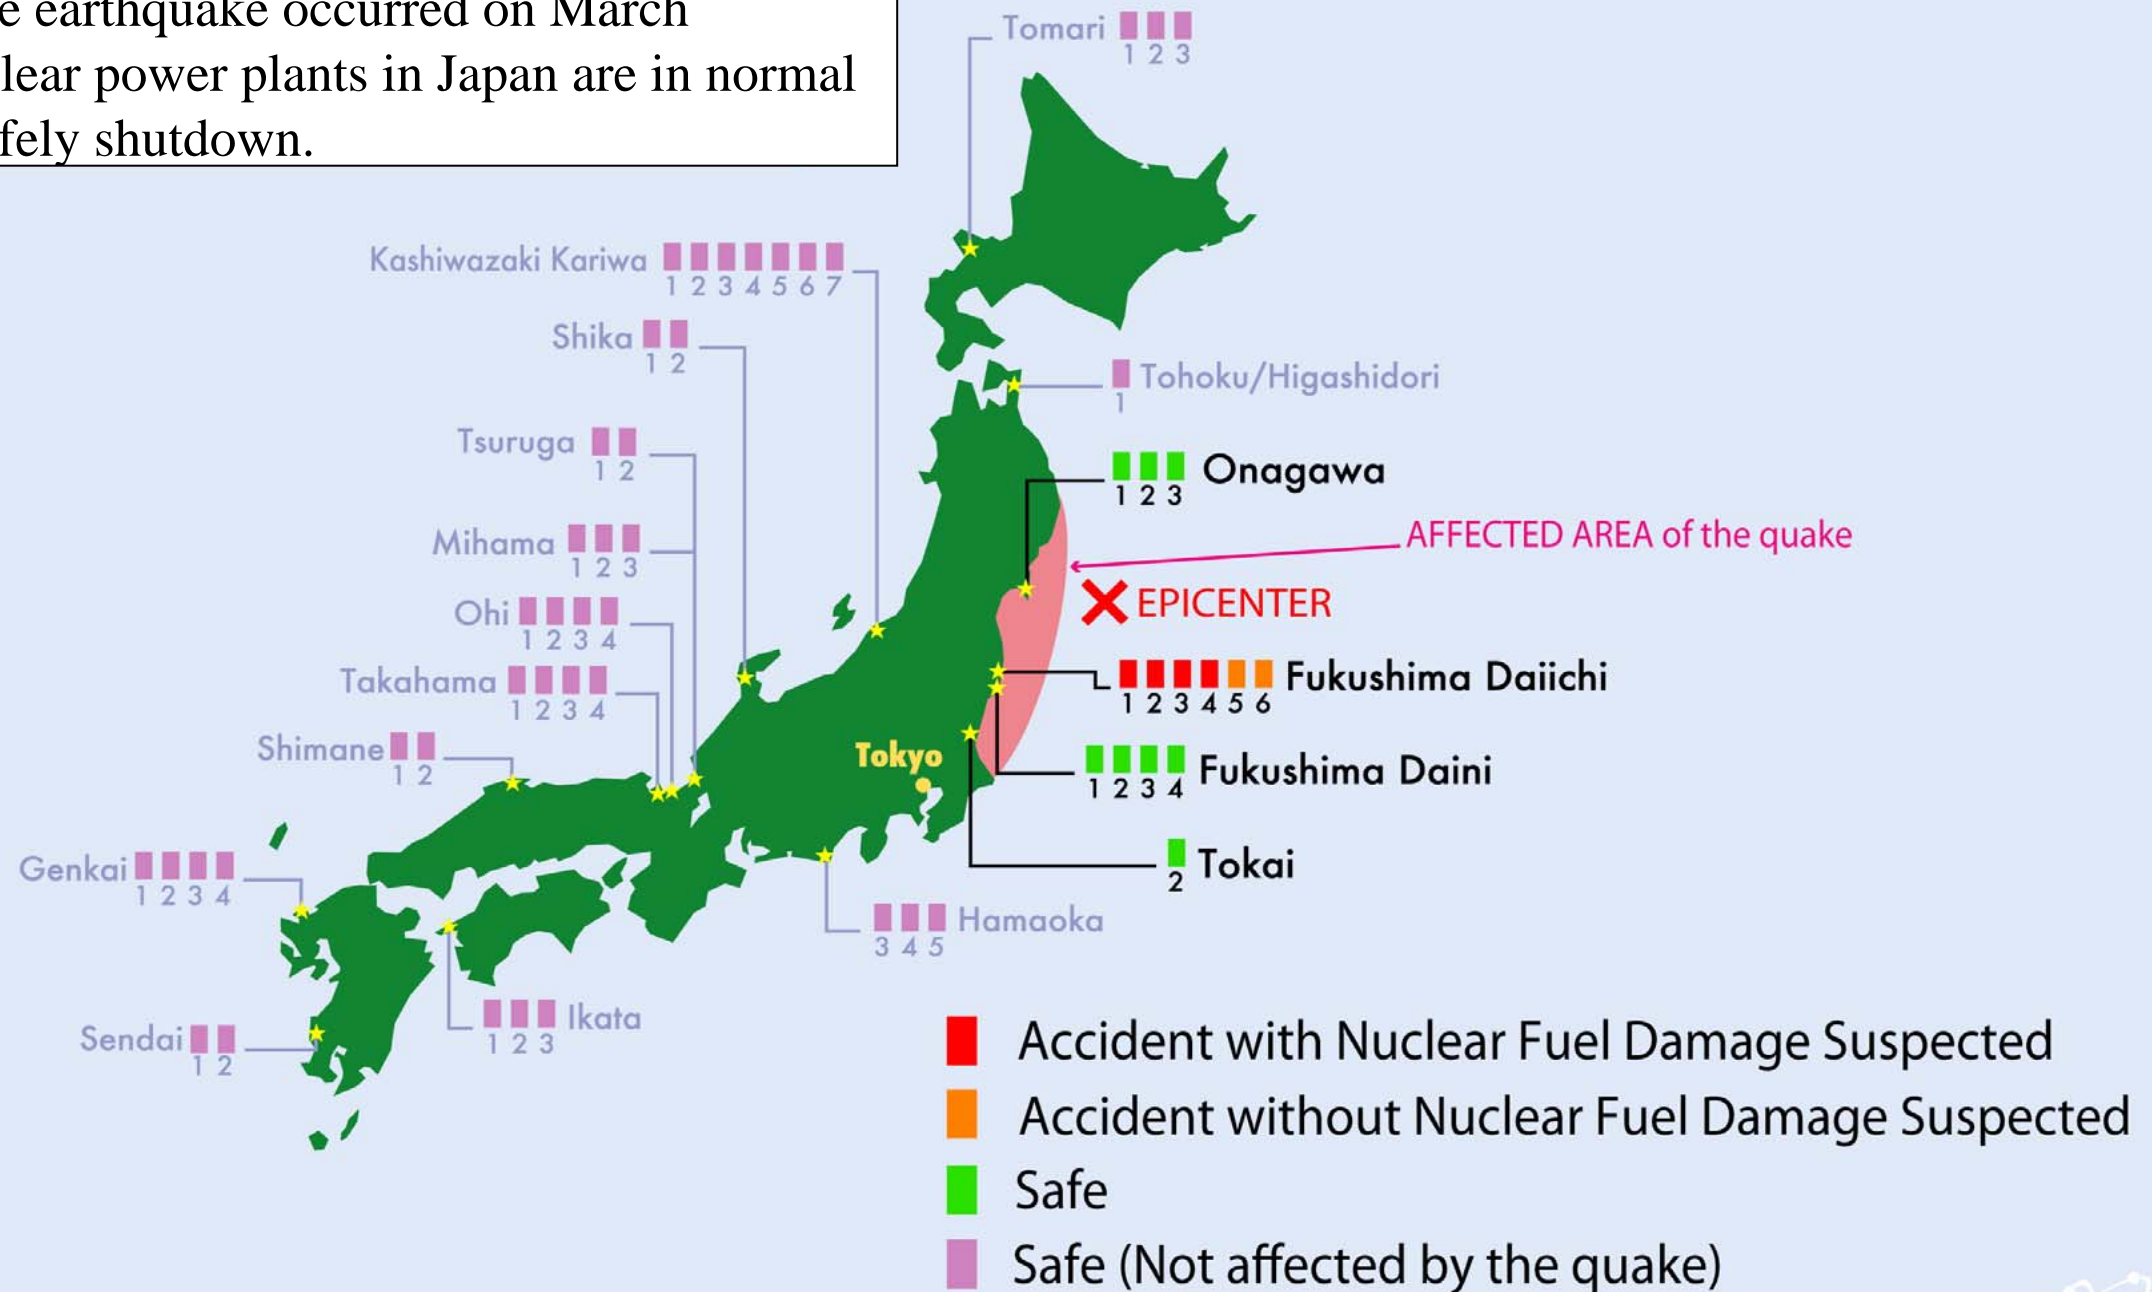 e earthquake occurred on March
lear power plants in Japan are in normal
fely shutdown.
Tomari
1 2 3
Kashiwazaki Kariwa
1 2 3 4 5 6 7
Shika
1 2
Tohoku/Higashidori
1
Tsuruga
1 2
Onagawa
1 2 3
AFFECTED AREA of the quake
Mihama
1 2 3
EPICENTER
Ohi
1 2 3 4
Takahama
1 2 3 4
Fukushima Daiichi
1 2 3 4 5 6
Shimane
1 2
Tokyo
Fukushima Daini
1 2 3 4
Genkai
1 2 3 4
Tokai
2
Hamaoka
3 4 5
Ikata
1 2 3
Sendai
1 2
Accident with Nuclear Fuel Damage Suspected
Accident without Nuclear Fuel Damage Suspected
Safe
Safe (Not affected by the quake)